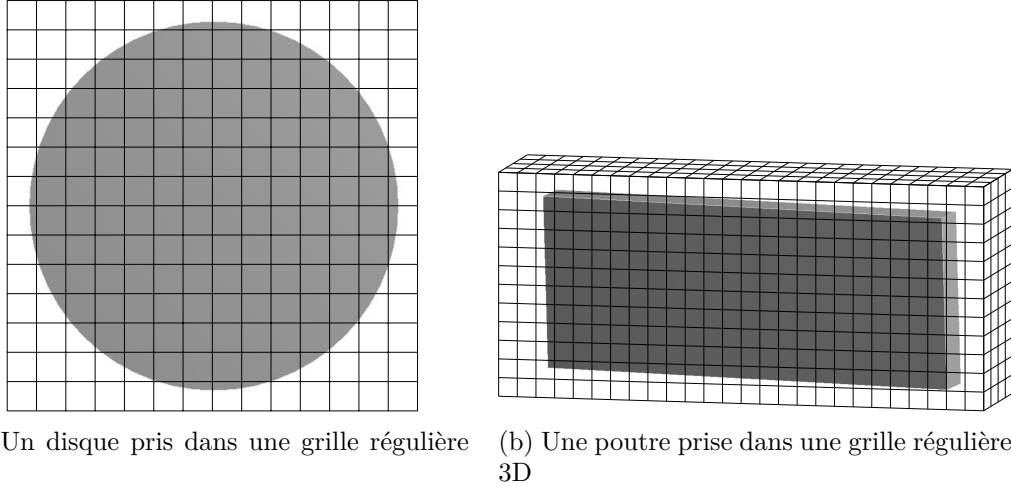 Un disque pris dans une grille régulière
(b) Une poutre prise dans une grille régulière
3D